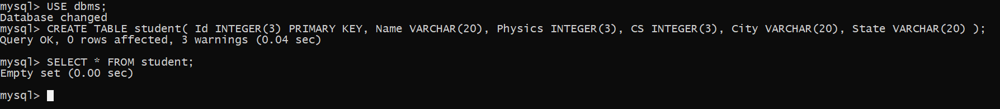 mysql> USE dbms;
Database changed
mysql> CREATE TABLE student( Id INTEGER(3) PRIMARY KEY, Name VARCHAR(20), Physics INTEGER(3), CS INTEGER(3), City VARCHAR(20), State VARCHAR(20) );
Query OK, 0 rows affected, 3 warnings (0.04 sec)
mysql> SELECT * FROM student;
Empty set (0.00 sec)
mysql>